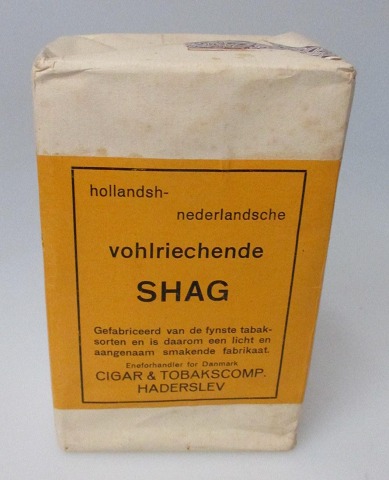 hollandsh-
nederlandsche
vohlriechende
SHAG
Gefabriceerd van de fynste tabak-
sorten en is daarom een licht en
aangenaam smakende fabrikaat.
Eneforhandler for Danmark
CIGAR & TOBAKSCOMP.
HADERSLEV